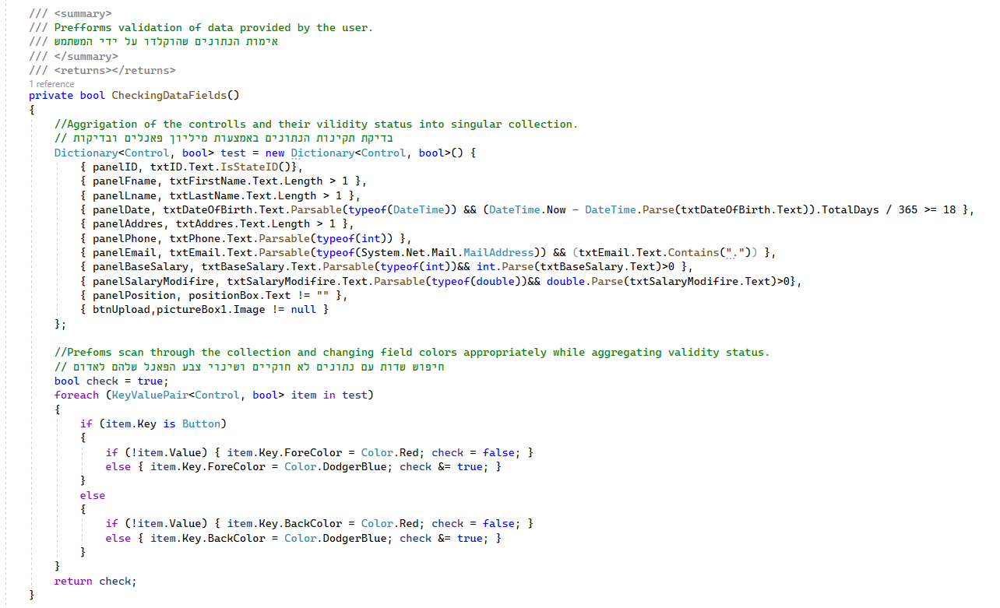 /// <summary>
/// Prefforms validation of data provided by the user.
/// אימות הנתונים שהוקלדו על ידי המשתמש
/// </summary>
/// <returns></returns>
1 reference
private bool CheckingDataFields()
{
//Aggrigation of the controlls and their vilidity status into singular collection.
// בדיקת תקינות הנתונים באמצעות מיליון פאנלים ובדיקות
Dictionary<Control, bool> test = new Dictionary<Control, bool>() {
{ panelID, txtID.Text.IsStateID()},
{ panelFname, txtFirstName.Text.Length > 1 },
{ panelLname, txtLastName.Text.Length > 1 },
{ panelDate, txtDateOfBirth.Text.Parsable(typeof(DateTime)) && (DateTime.Now - DateTime.Parse(txtDateOfBirth.Text)).TotalDays / 365 >= 18 },
{ panelAddres, txtAddres.Text.Length > 1 },
{ panelPhone, txtPhone.Text.Parsable(typeof(int)) },
{ panelEmail, txtEmail.Text.Parsable(typeof(System.Net.Mail.MailAddress)) && (txtEmail.Text.Contains(".")) },
{ panelBaseSalary, txtBaseSalary.Text.Parsable(typeof(int))&& int.Parse(txtBaseSalary.Text)>0 },
{ panelSalaryModifire, txtSalaryModifire.Text.Parsable(typeof(double))&& double.Parse(txtSalaryModifire.Text)>0},
{ panelPosition, positionBox.Text != "" },
{ btnUpload,pictureBox1.Image != null }
};
//Prefoms scan through the collection and changing field colors appropriately while aggregating validity status.
// חיפוש שדות עם נתונים לא חוקיים ושינוי צבע הפאנל שלהם לאדום
bool check = true;
foreach (KeyValuePair<Control, bool> item in test)
{
if (item.Key is Button)
{
if (!item.Value) { item.Key.ForeColor = Color.Red; check = false; }
else { item.Key.ForeColor = Color.DodgerBlue; check &= true; }
}
else
{
if (!item.Value) { item.Key.BackColor = Color.Red; check = false; }
else { item.Key.BackColor = Color.DodgerBlue; check &= true; }
}
}
return check;
}